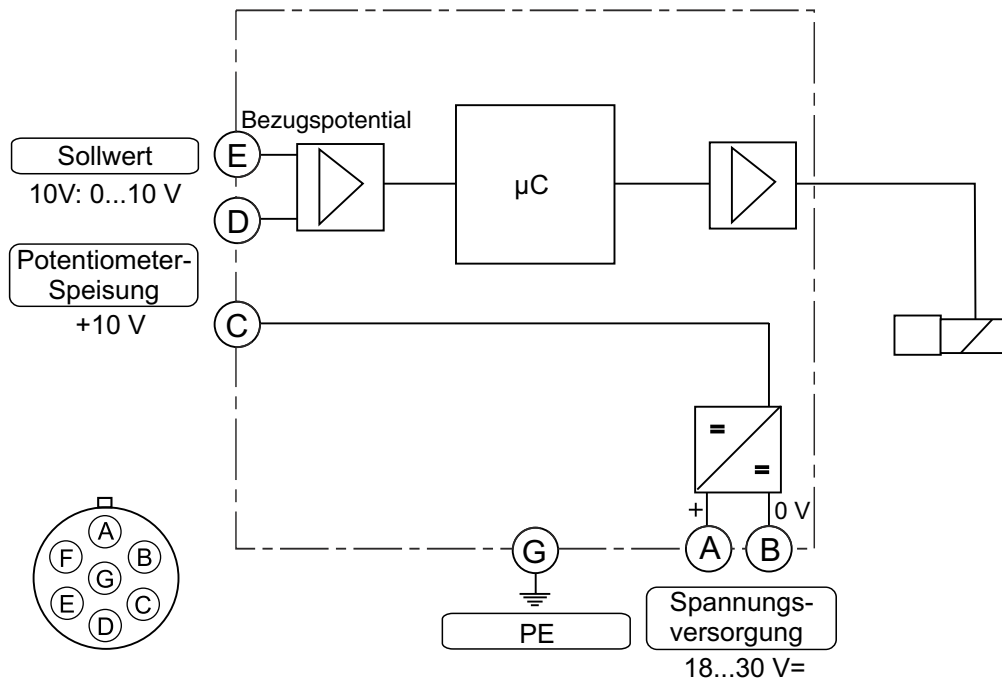 Bezugspotential
E
Sollwert
10V: 0...10 V
D
µC
Potentiometer-
Speisung
+10 V
C
=
=
+
0 V
A
B
G
PE
Spannungs-
versorgung
18...30 V=
A
F
B
G
E
C
D